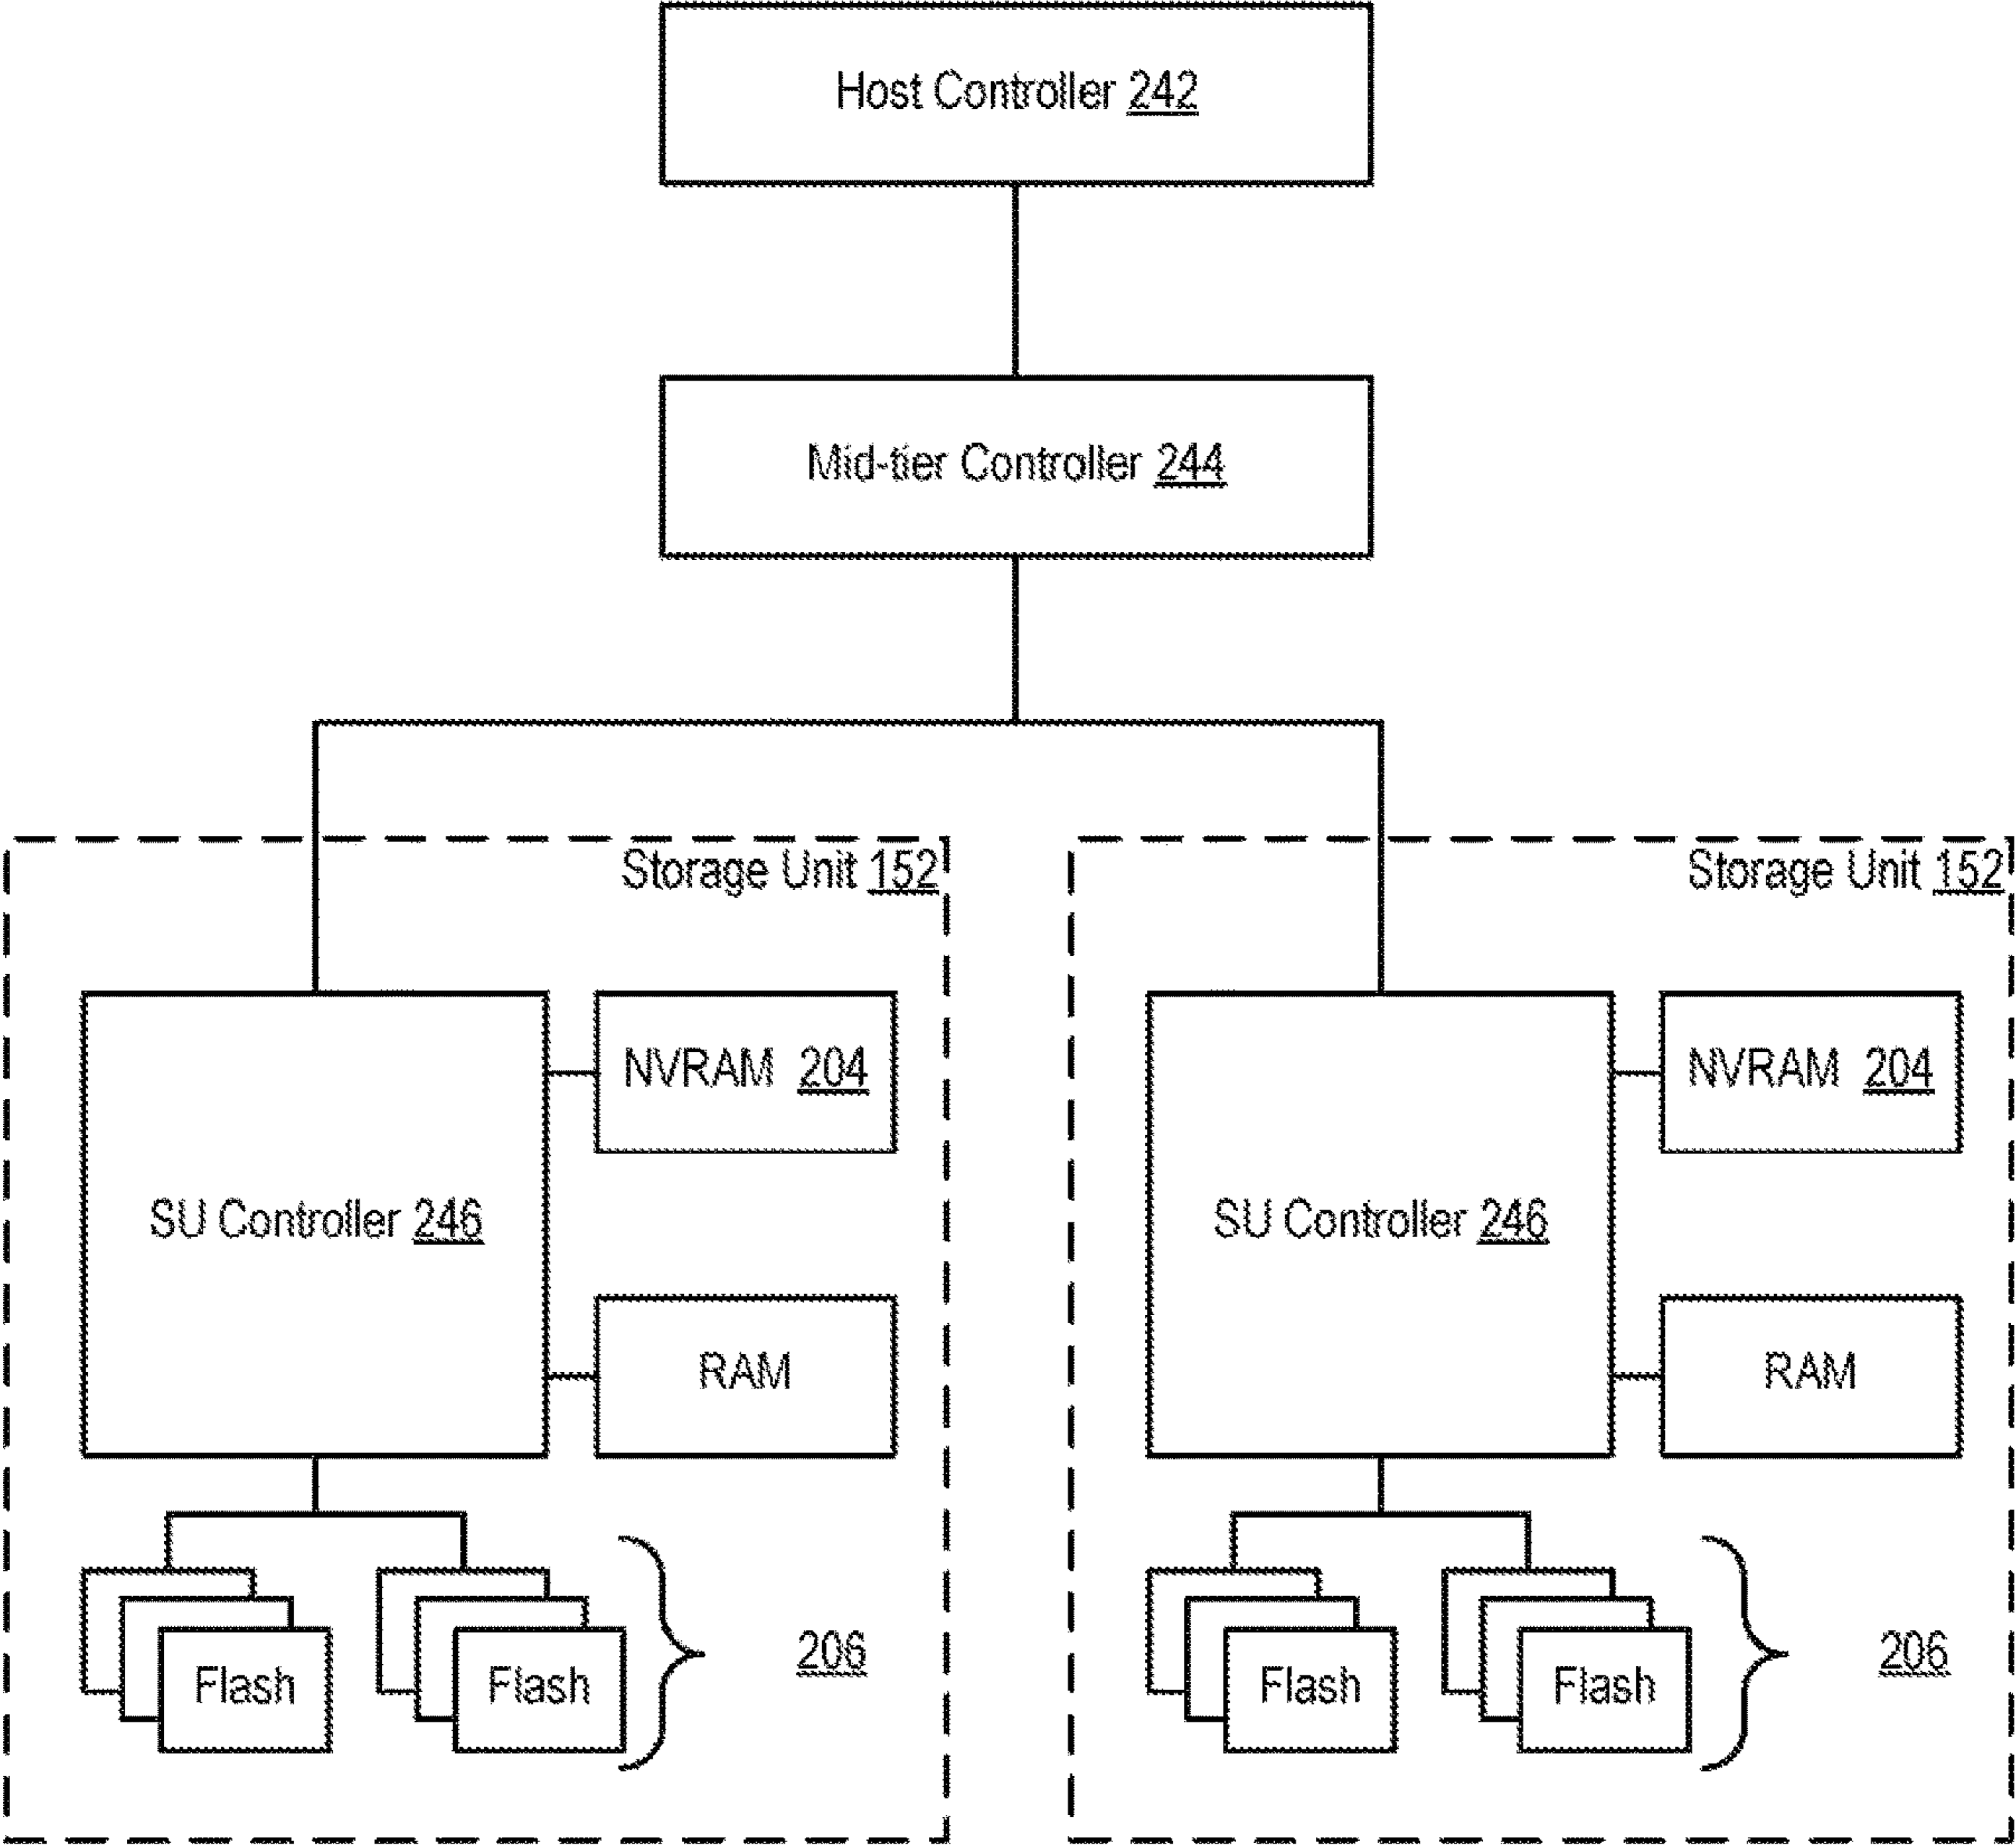 Host Controller 242
Mid-tier Controller 244
Storage Unit 152
NVRAM 204
SU Controller 246
RAM
Flash
Flash
206
Storage Unit 152
NVRAM 204
SU Controller 246
RAM
Flash
Flash
206